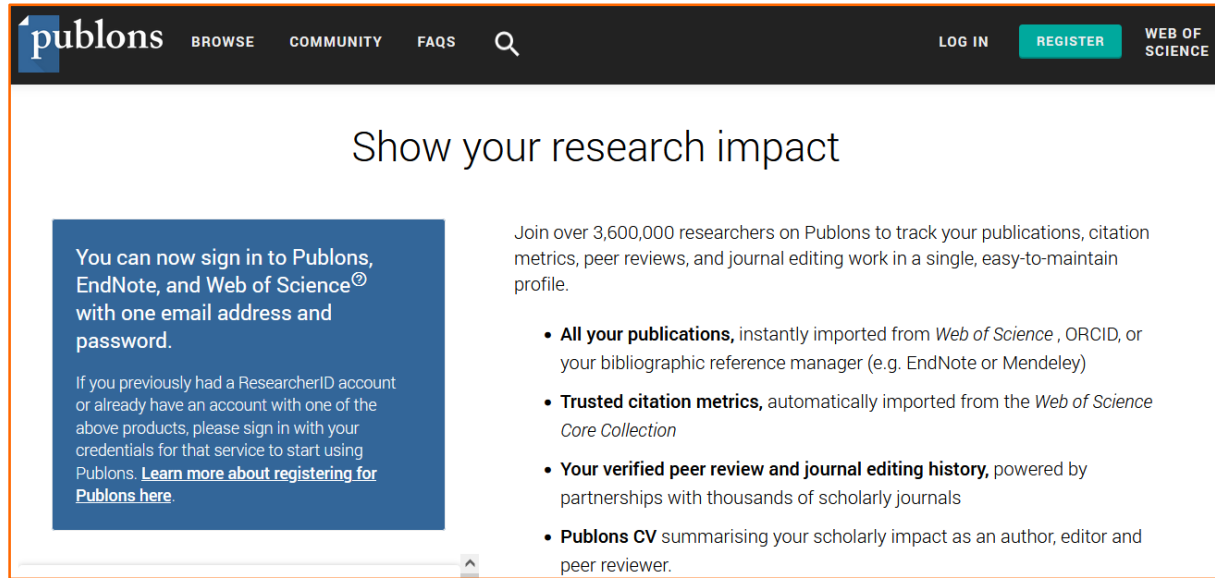 publons BROWSE COMMUNITY FAQS LOG IN REGISTER WEB OF
SCIENCE
Show your research impact
You can now sign in to Publons,
EndNote, and Web of Science?
with one email address and
password.
If you previously had a ResearcherID account
or already have an account with one of the
above products, please sign in with your
credentials for that service to start using
Publons. Learn more about registering for
Publons here.
Join over 3,600,000 researchers on Publons to track your publications, citation
metrics, peer reviews, and journal editing work in a single, easy-to-maintain
profile.
• All your publications, instantly imported from Web of Science , ORCID, or
your bibliographic reference manager (e.g. EndNote or Mendeley)
• Trusted citation metrics, automatically imported from the Web of Science
Core Collection
• Your verified peer review and journal editing history, powered by
partnerships with thousands of scholarly journals
• Publons CV summarising your scholarly impact as an author, editor and
peer reviewer.